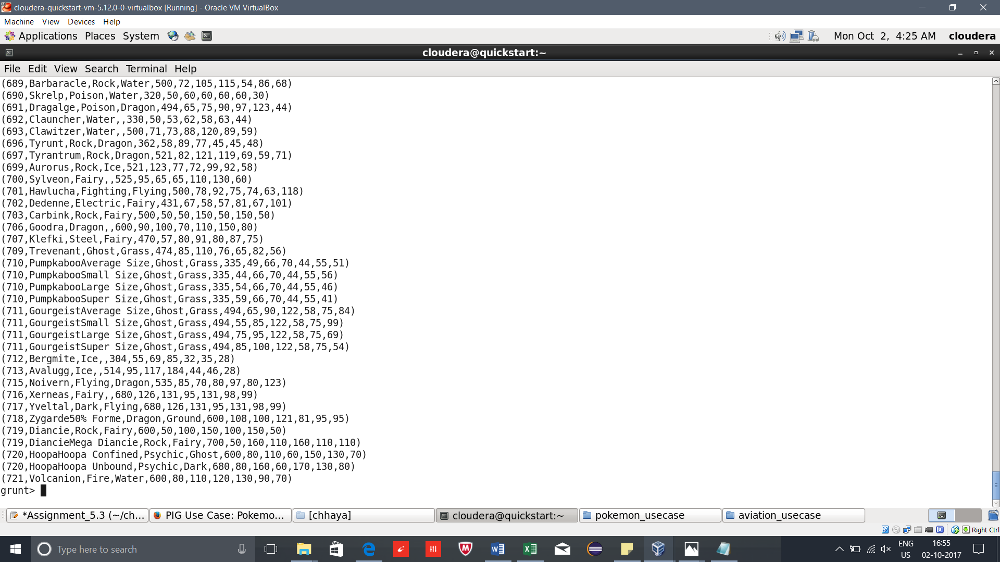 cloudera-quickstart-vm-5.12.0-0-virtualbox [Running] - Oracle VM VirtualBox
Machine View Devices Help
Applications Places System Mon Oct 2, 4:25 AM cloudera
cloudera@quickstart:~
File Edit View Search Terminal Help
(689,Barbaracle,Rock,Water,500,72,105,115,54,86,68)
(690,Skrelp,Poison,Water,320,50,60,60,60,60,30)
(691,Dragalge,Poison,Dragon,494,65,75,90,97,123,44)
(692,Clauncher,Water,,330,50,53,62,58,63,44)
(693,Clawitzer,Water,,500,71,73,88,120,89,59)
(696,Tyrunt,Rock,Dragon,362,58,89,77,45,45,48)
(697,Tyrantrum,Rock,Dragon,521,82,121,119,69,59,71)
(699,Aurorus,Rock,Ice,521,123,77,72,99,92,58)
(700,Sylveon,Fairy,,525,95,65,65,110,130,60)
(701,Hawlucha,Fighting,Flying,500,78,92,75,74,63,118)
(702,Dedenne,Electric,Fairy,431,67,58,57,81,67,101)
(703,Carbink,Rock,Fairy,500,50,50,150,50,150,50)
(706,Goodra,Dragon,,600,90,100,70,110,150,80)
(707,Klefki,Steel,Fairy,470,57,80,91,80,87,75)
(709,Trevenant,Ghost,Grass,474,85,110,76,65,82,56)
(710,PumpkabooAverage Size,Ghost,Grass,335,49,66,70,44,55,51)
(710,PumpkabooSmall Size,Ghost,Grass,335,44,66,70,44,55,56)
(710,PumpkabooLarge Size,Ghost,Grass,335,54,66,70,44,55,46)
(710,PumpkabooSuper Size,Ghost,Grass,335,59,66,70,44,55,41)
(711,GourgeistAverage Size,Ghost,Grass,494,65,90,122,58,75,84)
(711,GourgeistSmall Size,Ghost,Grass,494,55,85,122,58,75,99)
(711,GourgeistLarge Size,Ghost,Grass,494,75,95,122,58,75,69)
(711,GourgeistSuper Size,Ghost,Grass,494,85,100,122,58,75,54)
(712,Bergmite,Ice,,304,55,69,85,32,35,28)
(713,Avalugg,Ice,,514,95,117,184,44,46,28)
(715,Noivern,Flying,Dragon,535,85,70,80,97,80,123)
(716,Xerneas,Fairy,,680,126,131,95,131,98,99)
(717,Yveltal,Dark,Flying,680,126,131,95,131,98,99)
(718,Zygarde50% Forme,Dragon,Ground,600,108,100,121,81,95,95)
(719,Diancie,Rock,Fairy,600,50,100,150,100,150,50)
(719,DiancieMega Diancie,Rock,Fairy,700,50,160,110,160,110,110)
(720,HoopaHoopa Confined,Psychic,Ghost,600,80,110,60,150,130,70)
(720,HoopaHoopa Unbound,Psychic,Dark,680,80,160,60,170,130,80)
(721,Volcanion,Fire,Water,600,80,110,120,130,90,70)
grunt>
*Assignment_5.3 (~/ch... PIG Use Case: Pokemo... [chhaya] cloudera@quickstart:~ pokemon_usecase aviation_usecase
Right Ctrl
Type here to search
ENG 16:55
US 02-10-2017